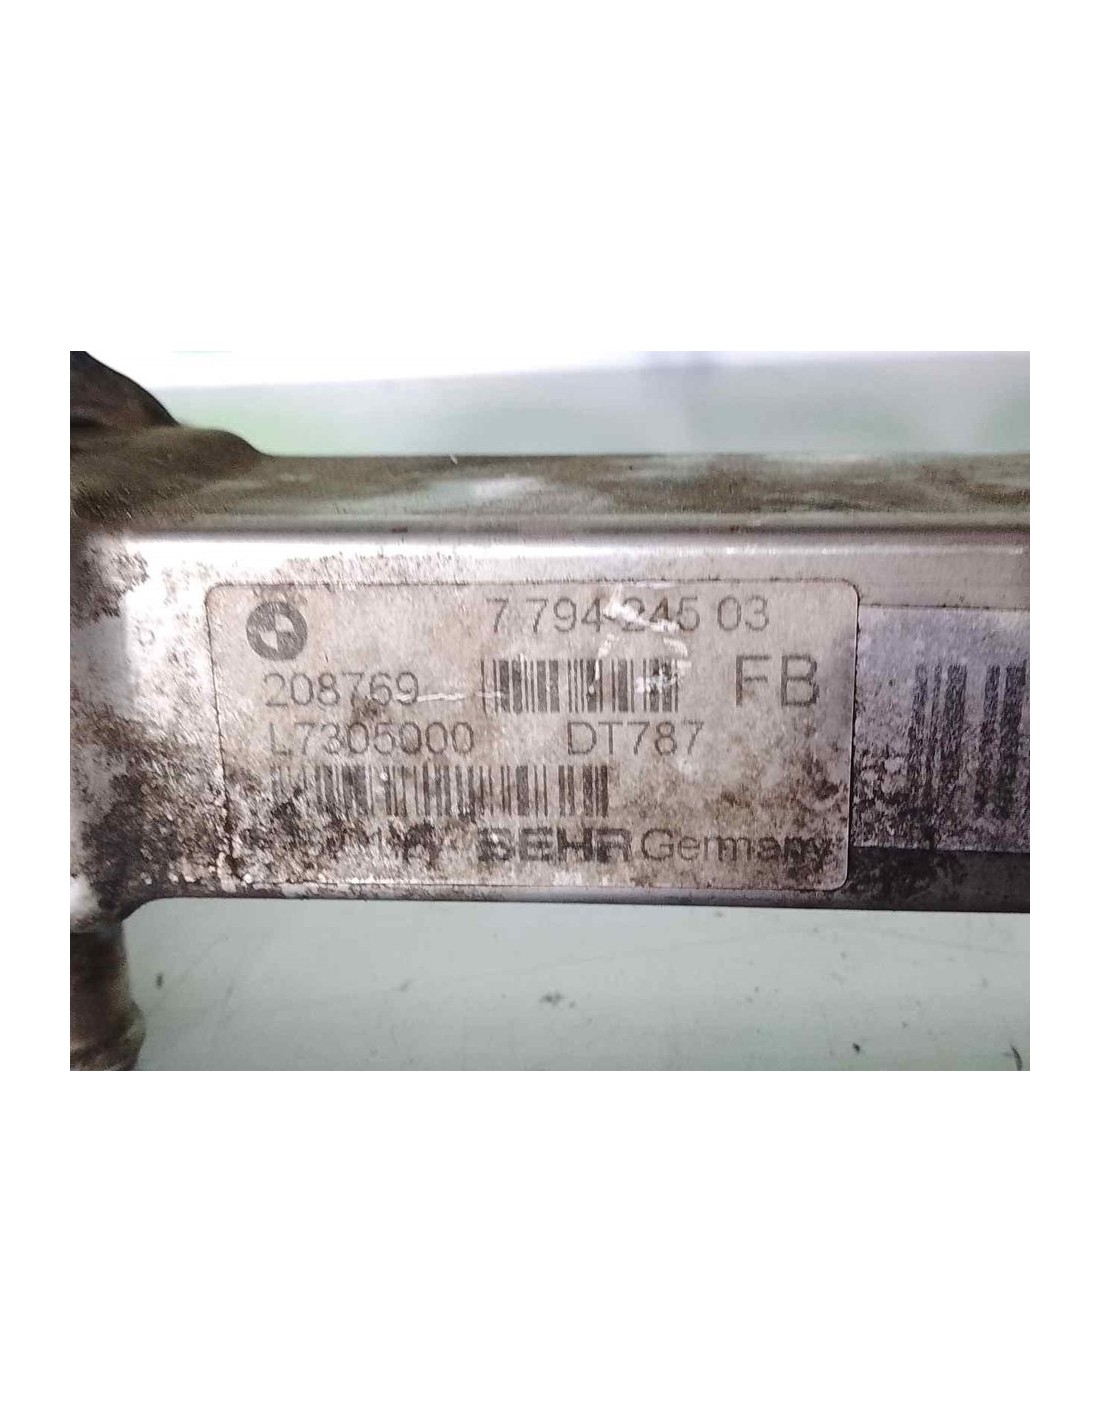 7 794 245 03
208769 FB
L7305000 DT787
BEHR Germany